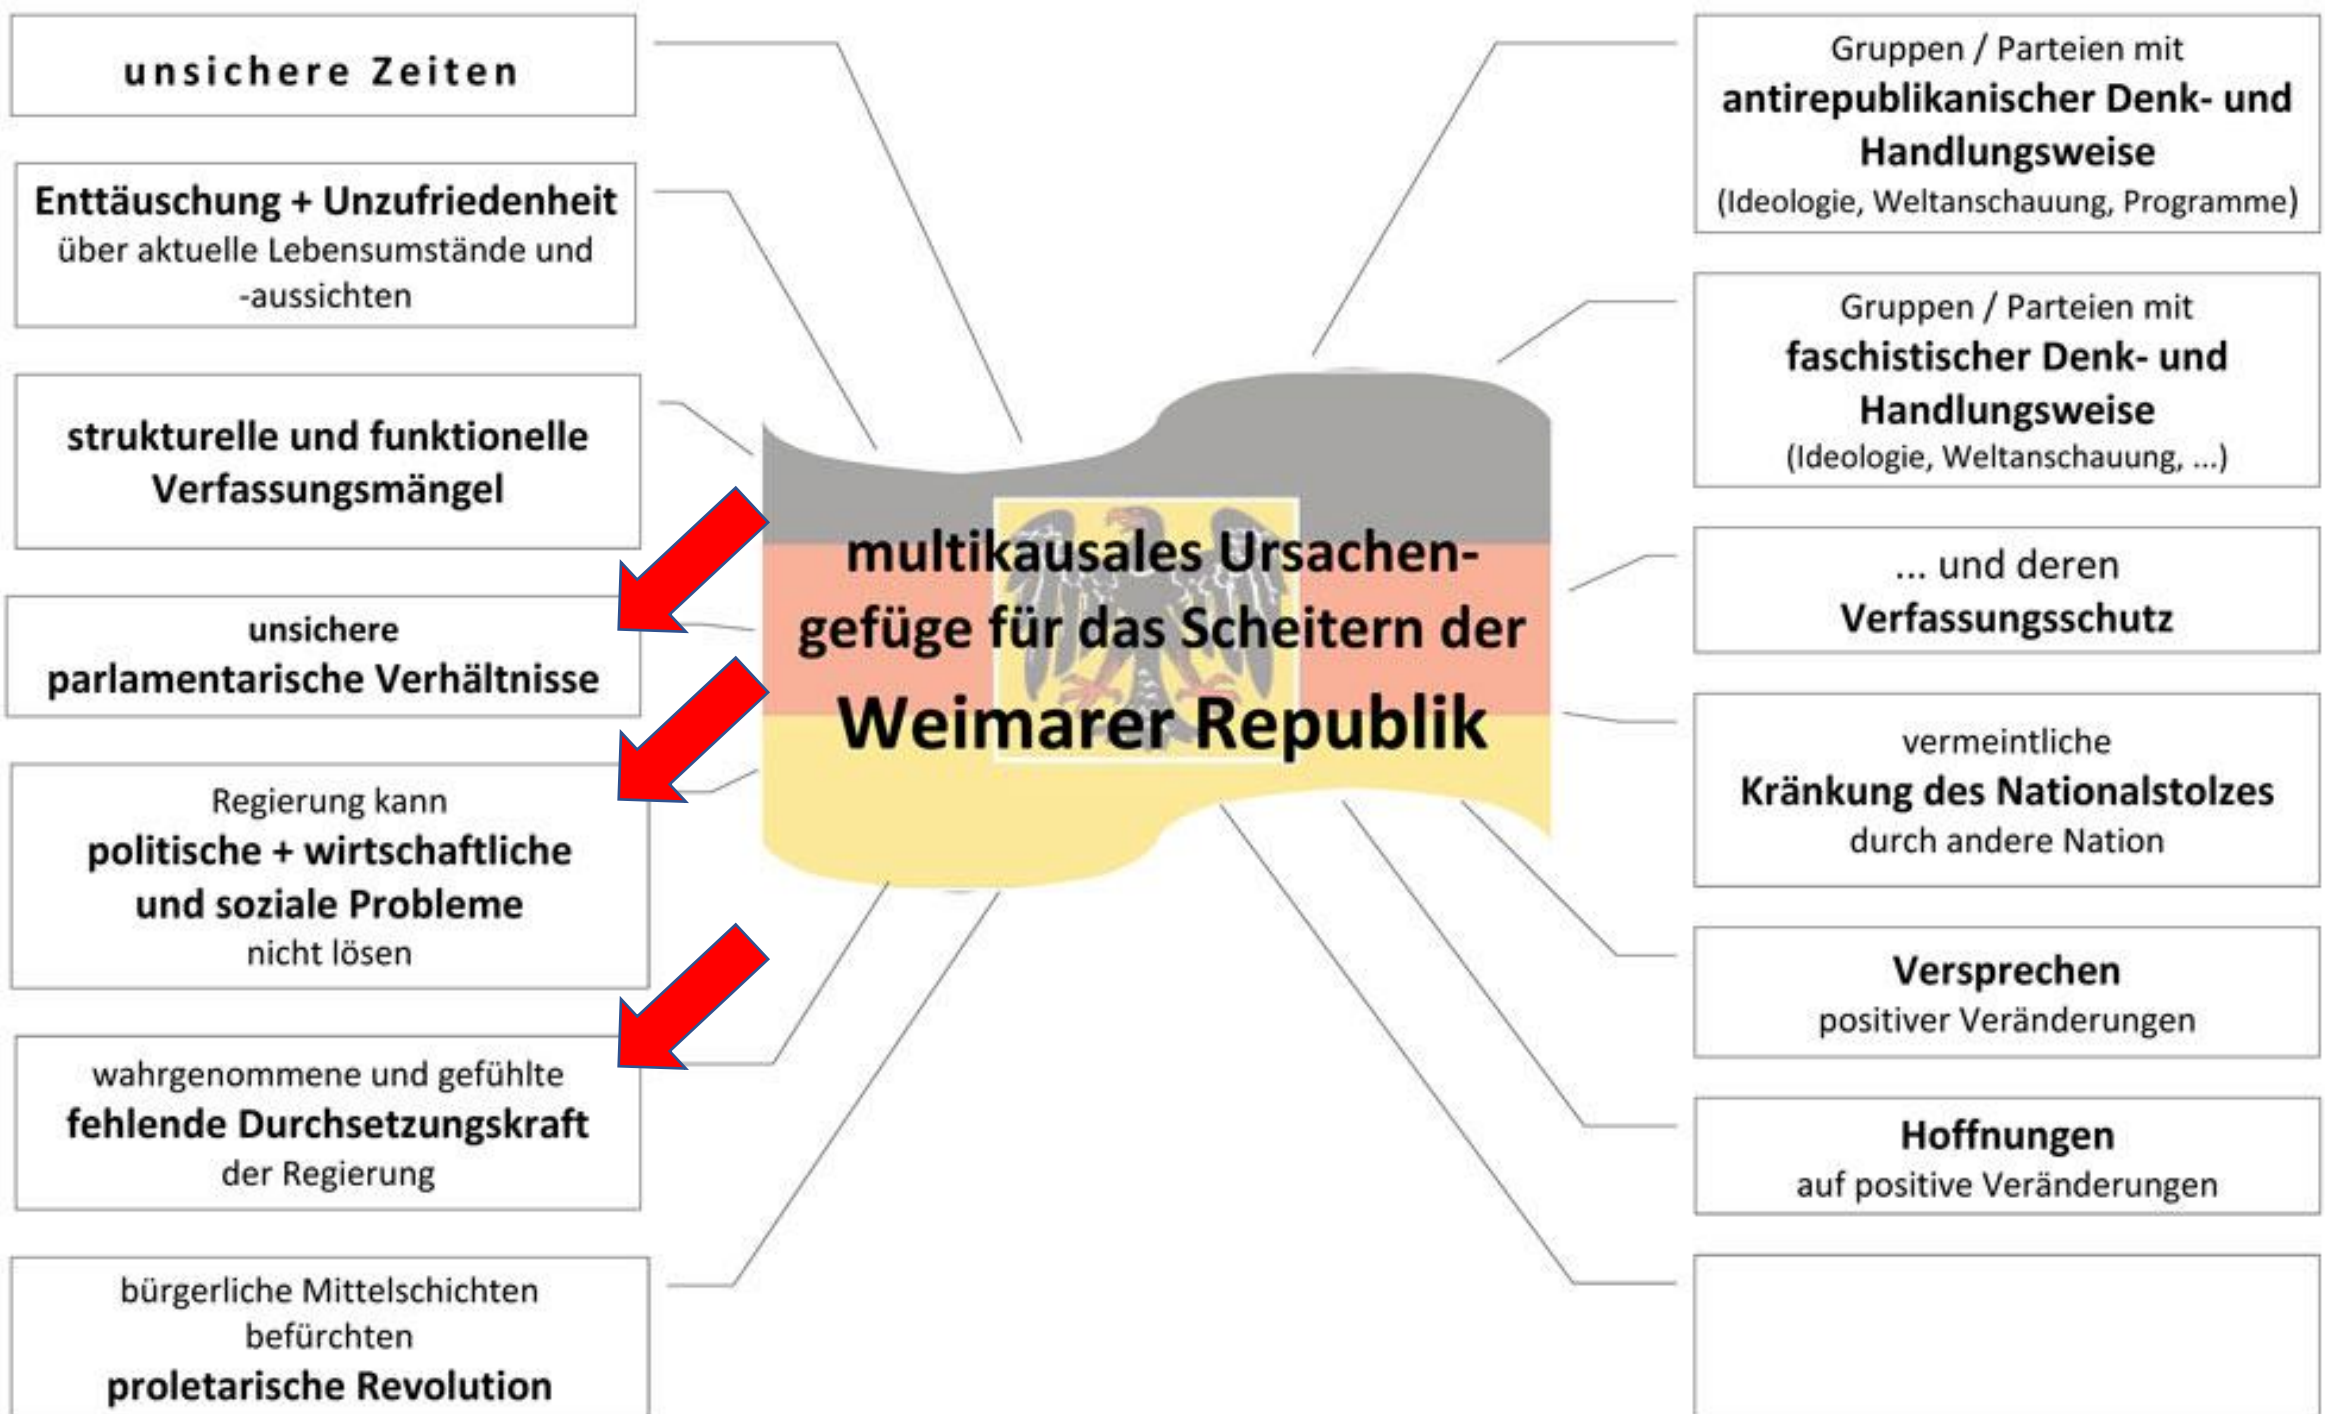 unsichere Zeiten
Enttäuschung + Unzufriedenheit
über aktuelle Lebensumstände und
-aussichten
strukturelle und funktionelle
Verfassungsmängel
unsichere
parlamentarische Verhältnisse
Regierung kann
politische + wirtschaftliche
und soziale Probleme
nicht lösen
wahrgenommene und gefühlte
fehlende Durchsetzungskraft
der Regierung
bürgerliche Mittelschichten
befürchten
proletarische Revolution
multikausales Ursachen-
gefüge für das Scheitern der
Weimarer Republik
Gruppen / Parteien mit
antirepublikanischer Denk- und
Handlungsweise
(Ideologie, Weltanschauung, Programme)
Gruppen / Parteien mit
faschistischer Denk- und
Handlungsweise
(Ideologie, Weltanschauung, ...)
... und deren
Verfassungsschutz
vermeintliche
Kränkung des Nationalstolzes
durch andere Nation
Versprechen
positiver Veränderungen
Hoffnungen
auf positive Veränderungen